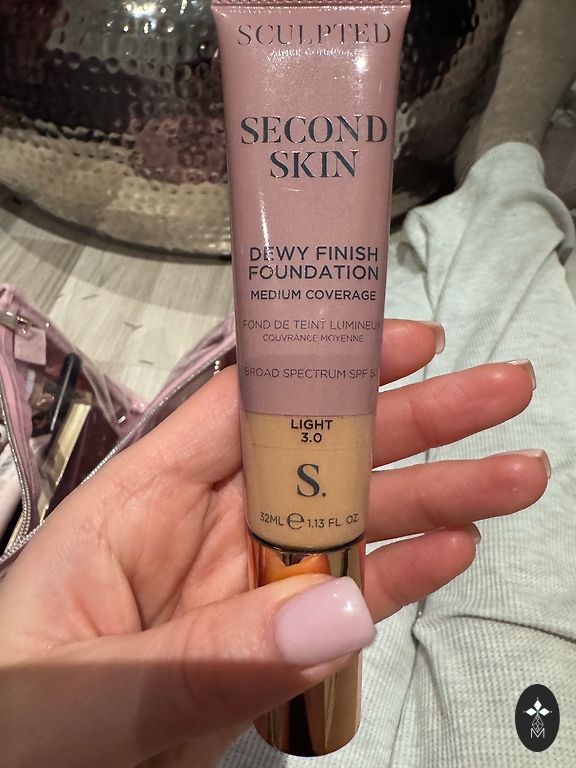 SCULPTED
SECOND
SKIN
DEWY FINISH
FOUNDATION
MEDIUM COVERAGE
FOND DE TEINT LUMINEUX
COUVRANCE MOYENNE
BROAD SPECTRUM SPF 50
LIGHT
3.0
S.
32ML e 1.13 FL. OZ.
M